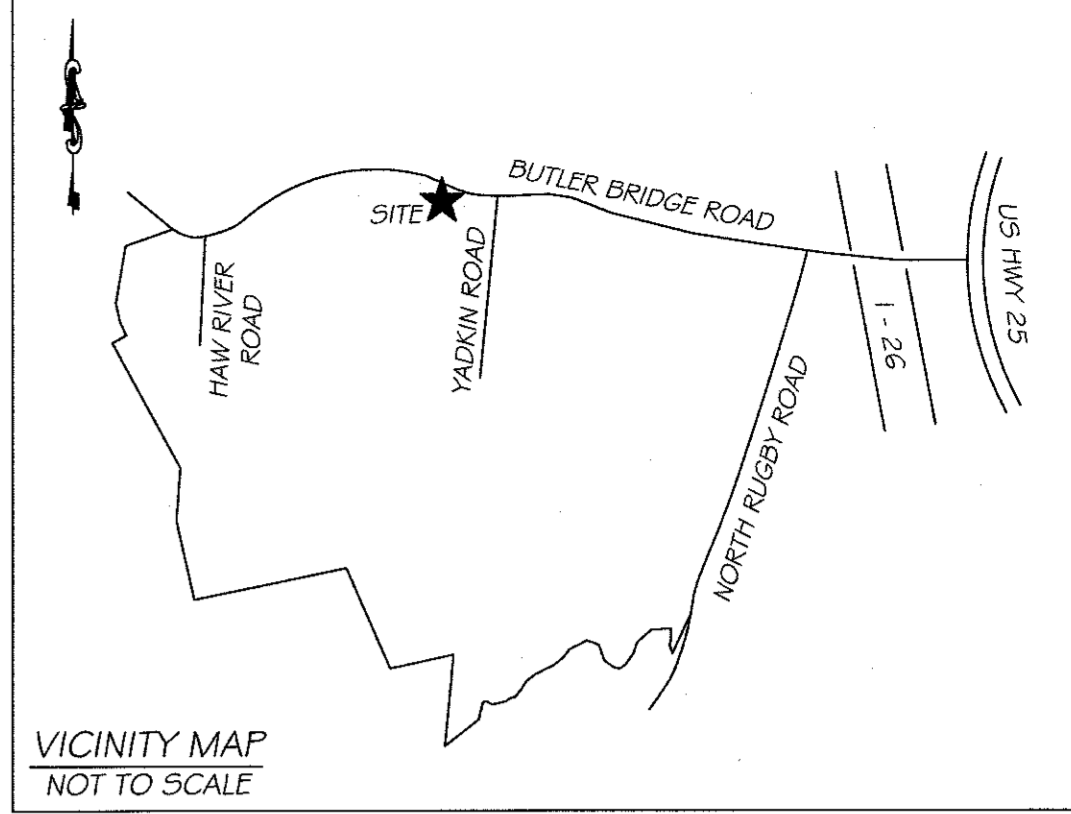 BUTLER BRIDGE ROAD
SITE
US HWY 25
YADKIN ROAD
HAW RIVER
ROAD
I - 26
NORTH RUGBY ROAD
VICINITY MAP
NOT TO SCALE